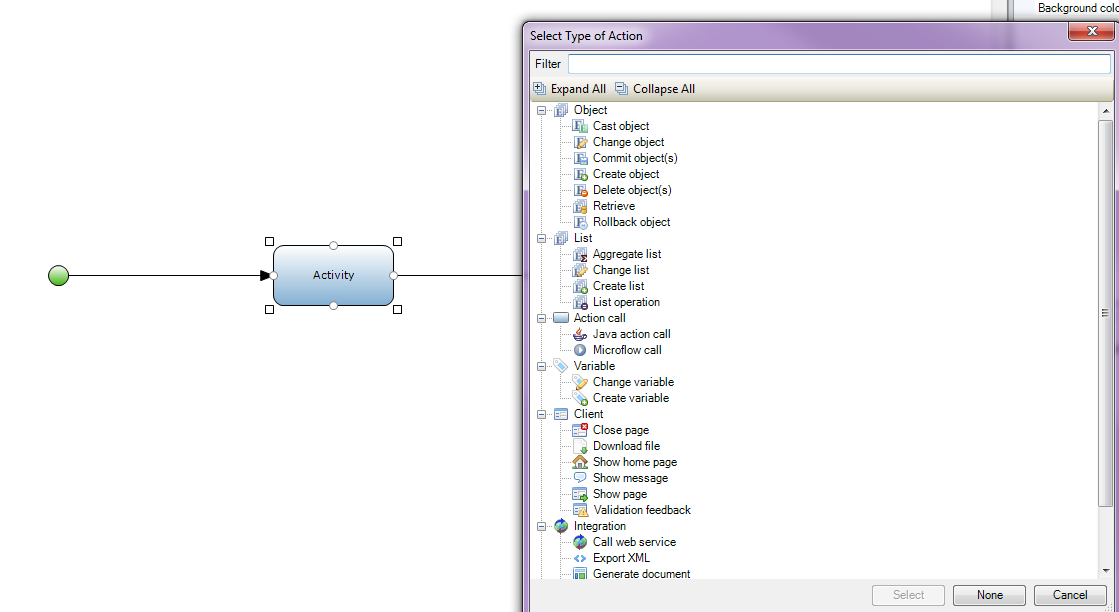 Background colo
Select Type of Action
Filter
Expand All Collapse All
Object
Cast object
Change object
Commit object(s)
Create object
Delete object(s)
Retrieve
Rollback object
List
Aggregate list
Change list
Create list
List operation
Action call
Java action call
Microflow call
Variable
Change variable
Create variable
Client
Close page
Download file
Show home page
Show message
Show page
Validation feedback
Integration
Call web service
Export XML
Generate document
Activity
Select None Cancel